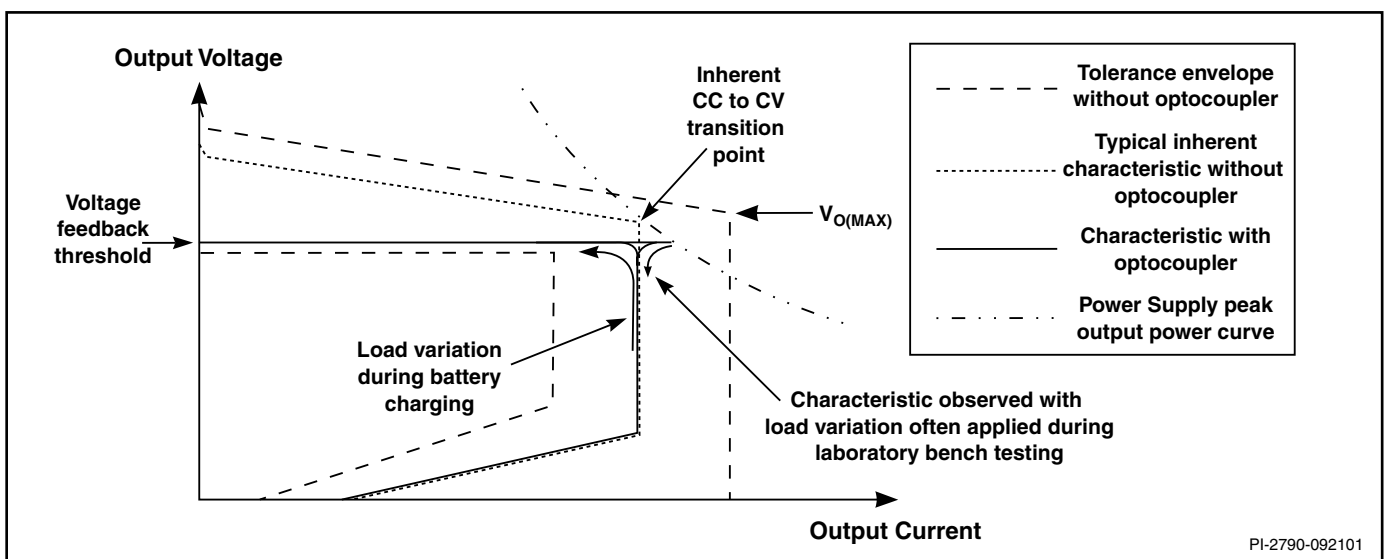 Output Voltage
Inherent
CC to CV
transition
point
Tolerance envelope
without optocoupler
Typical inherent
characteristic without
optocoupler
Characteristic with
optocoupler
Power Supply peak
output power curve
Voltage
feedback
threshold
V<sub>O(MAX)</sub>
Load variation
during battery
charging
Characteristic observed with
load variation often applied during
laboratory bench testing
Output Current
PI-2790-092101